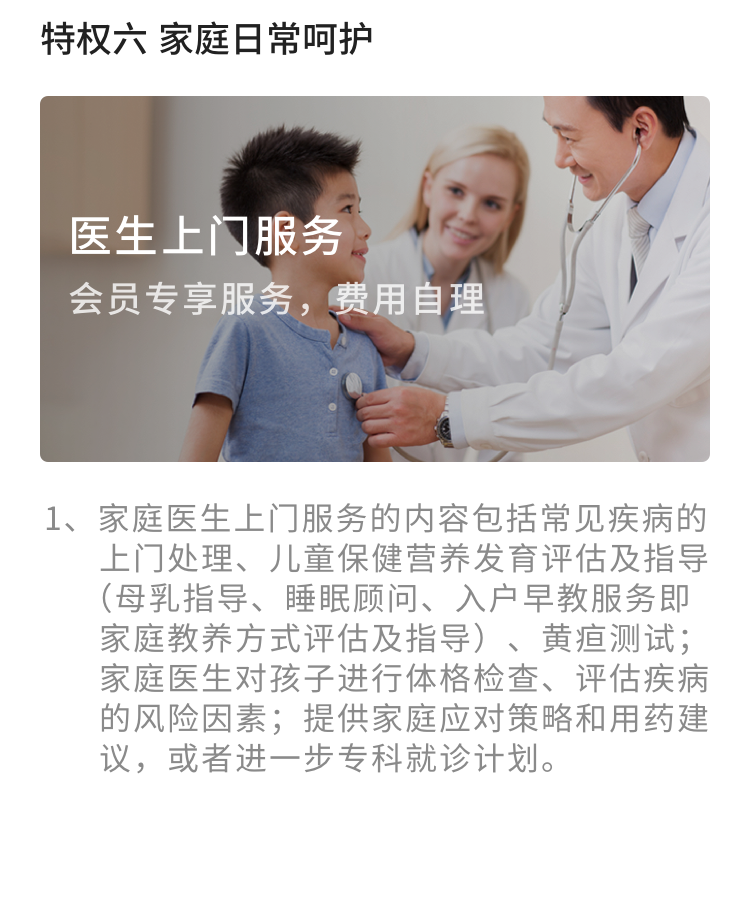 特权六 家庭日常呵护
医生上门服务
会员专享服务，费用自理
1、家庭医生上门服务的内容包括常见疾病的
上门处理、儿童保健营养发育评估及指导
（母乳指导、睡眠顾问、入户早教服务即
家庭教养方式评估及指导）、黄疸测试；
家庭医生对孩子进行体格检查、评估疾病
的风险因素；提供家庭应对策略和用药建
议，或者进一步专科就诊计划。